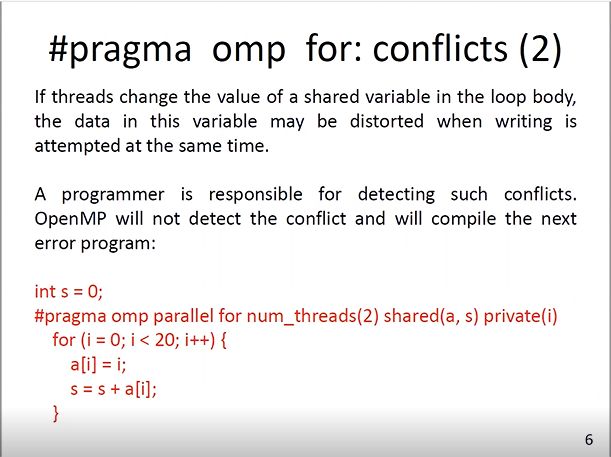 #pragma omp for: conflicts (2)
If threads change the value of a shared variable in the loop body,
the data in this variable may be distorted when writing is
attempted at the same time.
A programmer is responsible for detecting such conflicts.
OpenMP will not detect the conflict and will compile the next
error program:
int s = 0;
#pragma omp parallel for num_threads(2) shared(a, s) private(i)
for (i = 0; i < 20; i++) {
a[i] = i;
s = s + a[i];
}
6